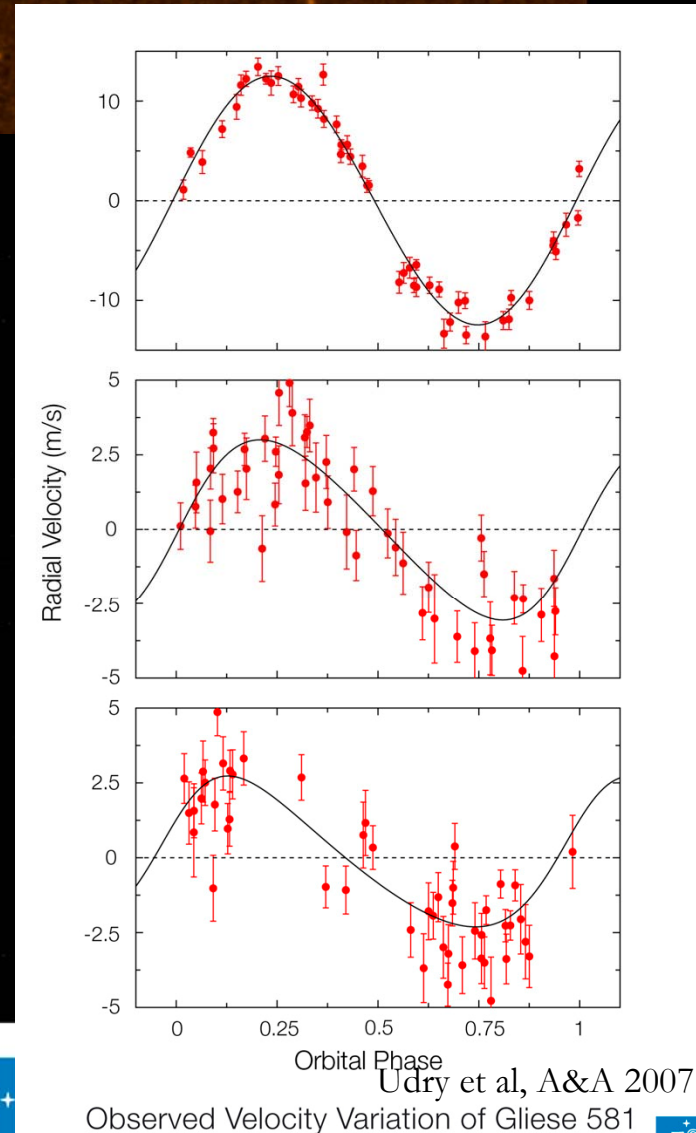 10
0
-10
5
2.5
0
-2.5
-5
Radial Velocity (m/s)
5
2.5
0
-2.5
-5
0 0.25 0.5 0.75 1
Orbital Phase
Udry et al, A&A 2007
Observed Velocity Variation of Gliese 581